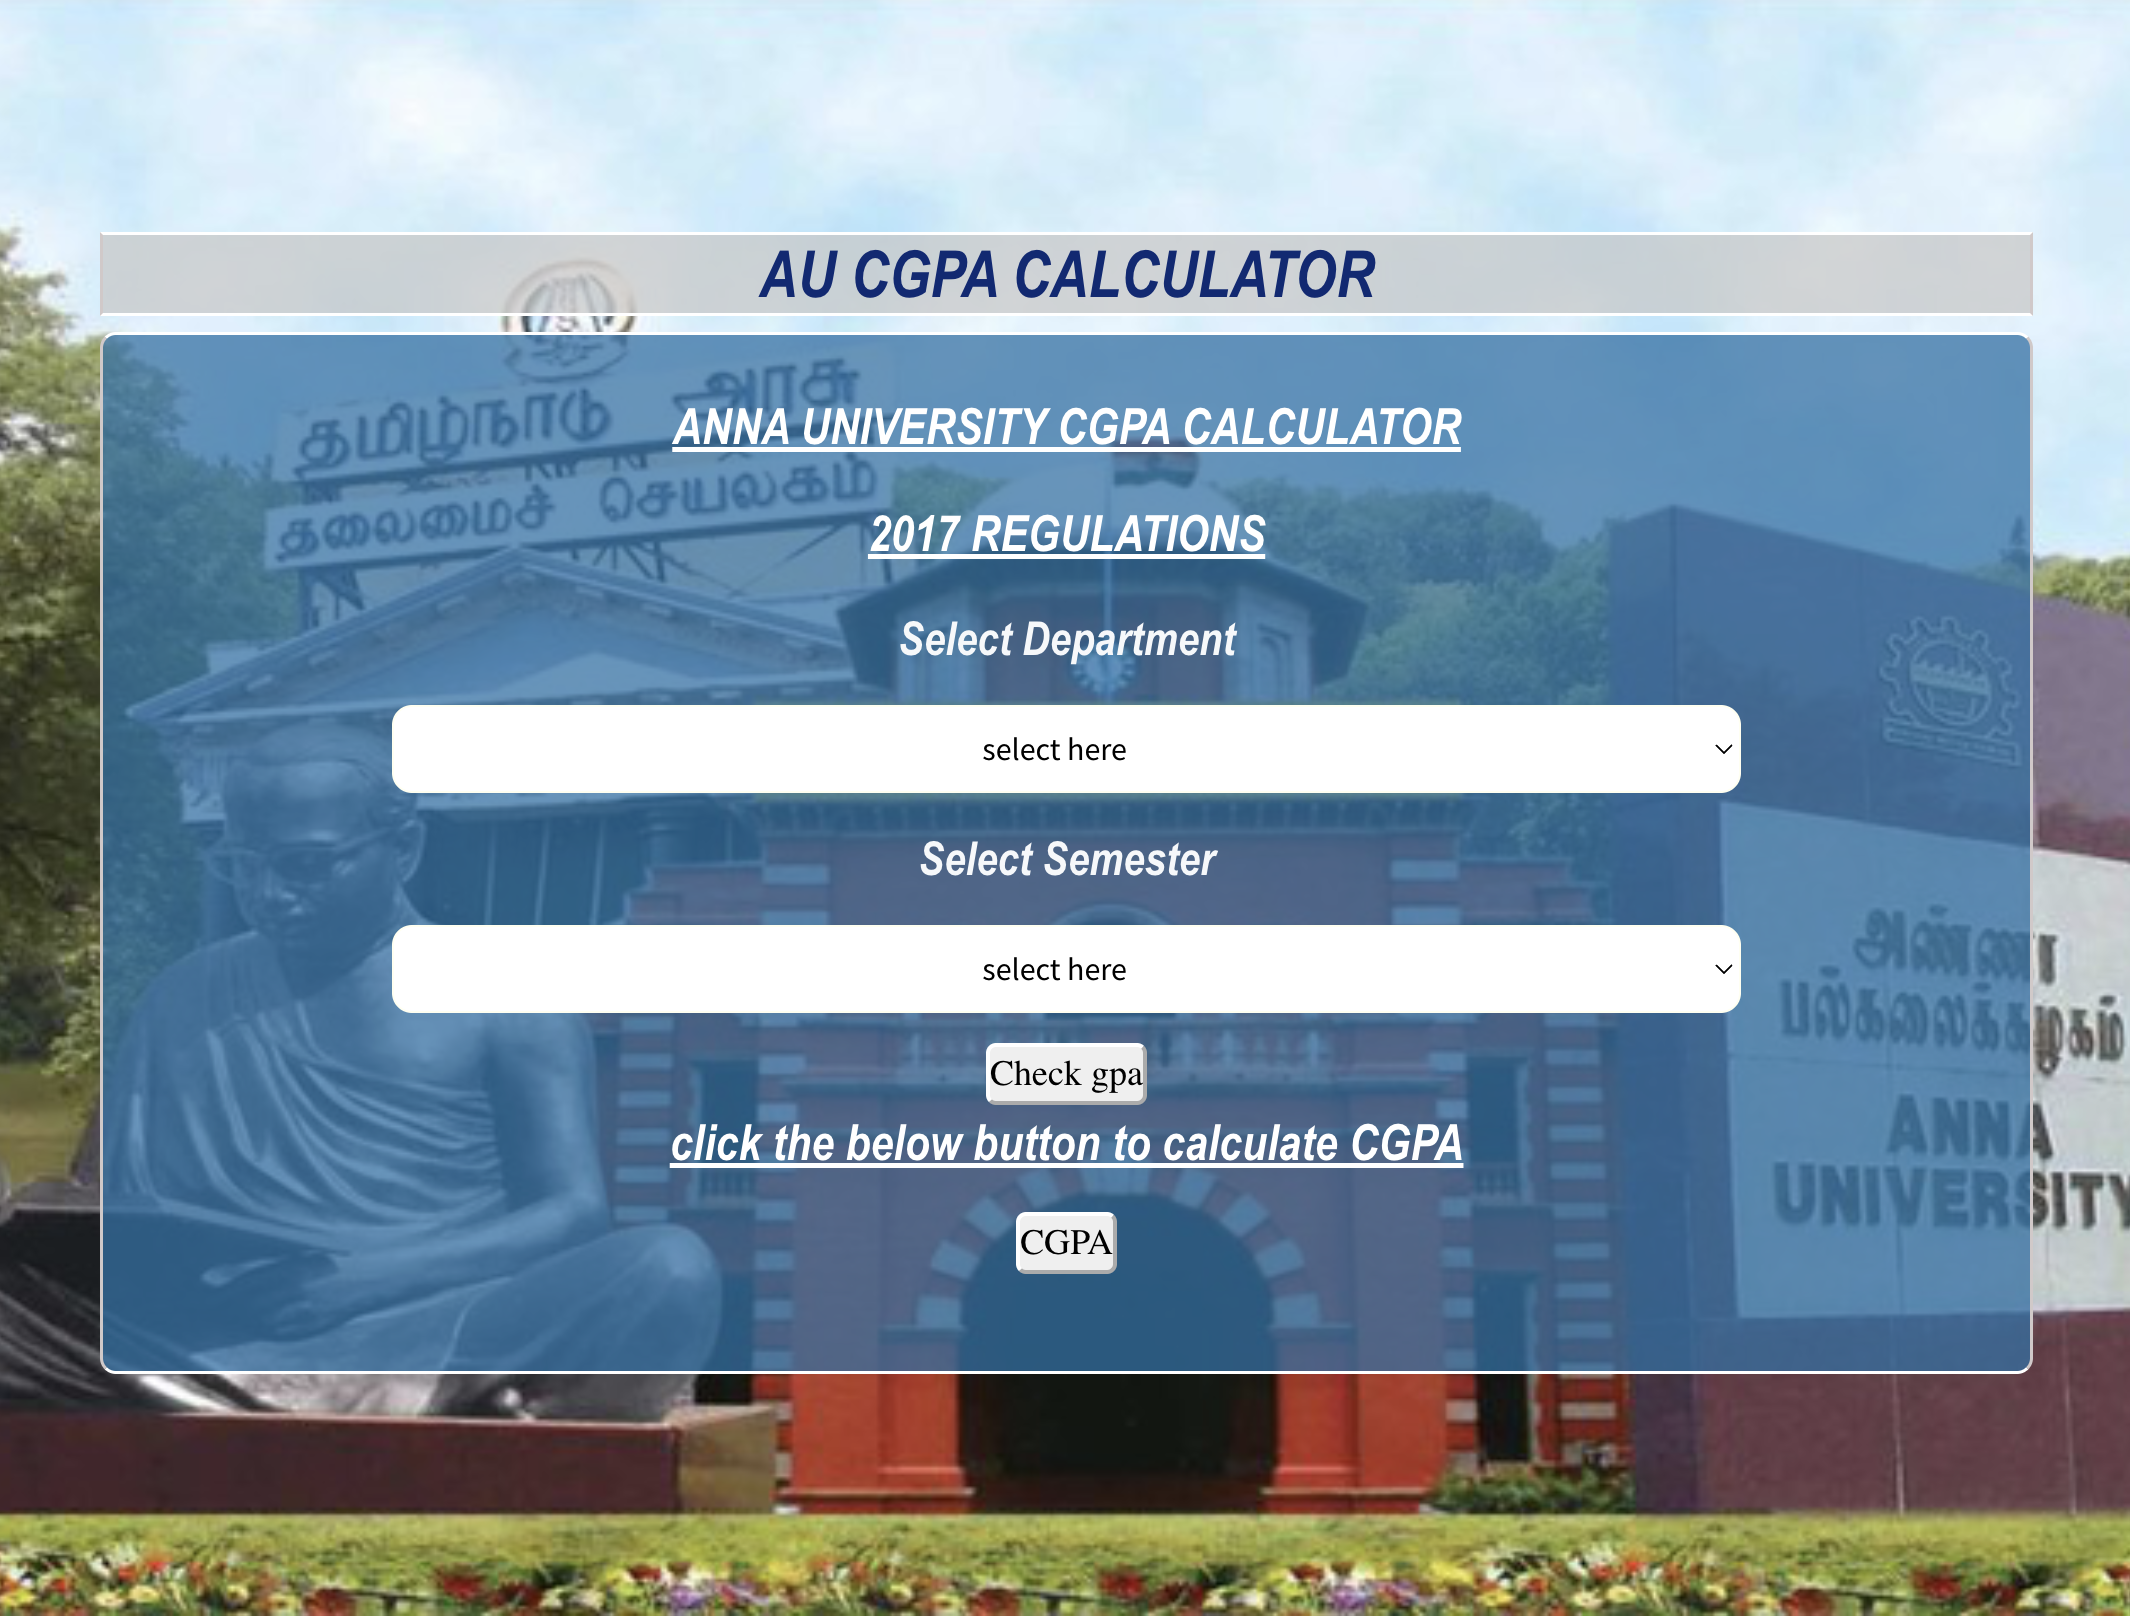 AU CGPA CALCULATOR
தமிழ்நாடு அரசு
தலைமைச் செயலகம்
ANNA UNIVERSITY CGPA CALCULATOR
2017 REGULATIONS
Select Department
select here
Select Semester
select here
Check gpa
click the below button to calculate CGPA
CGPA
அண்ணா
பல்கலைக்கழகம்
ANNA
UNIVERSITY